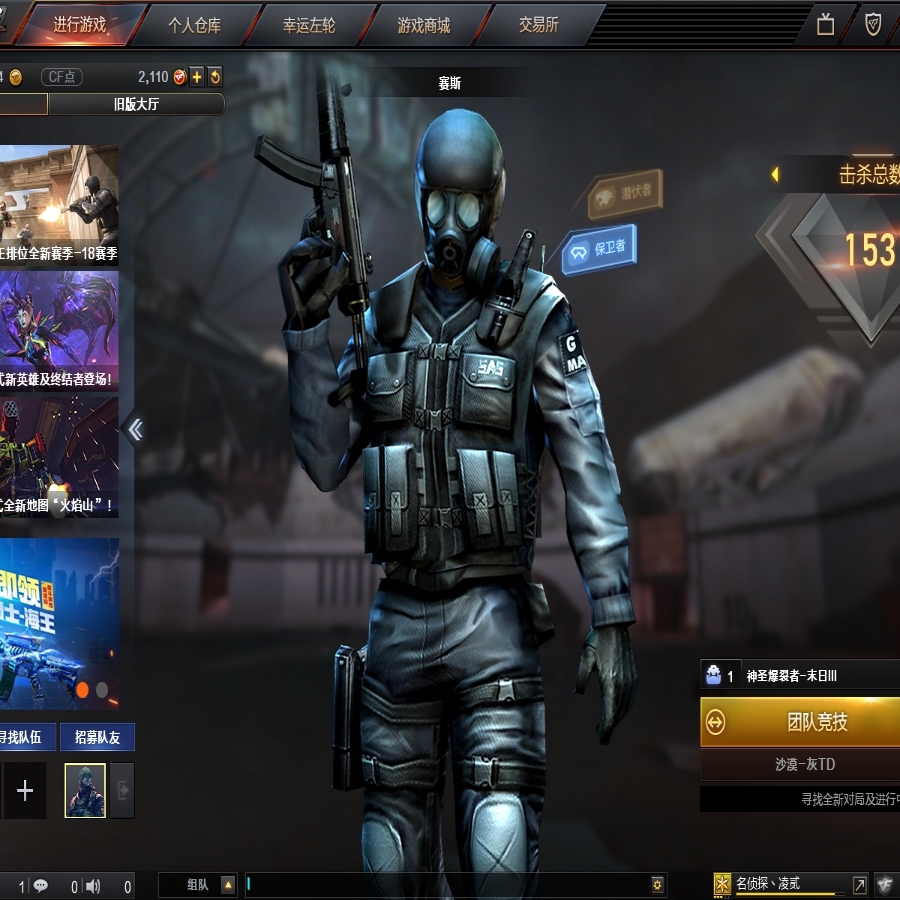 进行游戏
个人仓库
幸运左轮
游戏商城
交易所
4
CF点
2,110
旧版大厅
赛斯
潜伏者
保卫者
击杀总数
153
王排位全新赛季-18赛季
式新英雄及终结者登场!
式全新地图“火焰山”!
SAS
G
MA
即领
士-海王
寻找队伍
招募队友
1
神圣爆裂者-末日III
团队竞技
沙漠-灰TD
寻找全新对局及进行中
1
0
0
组队
名侦探丶凌贰